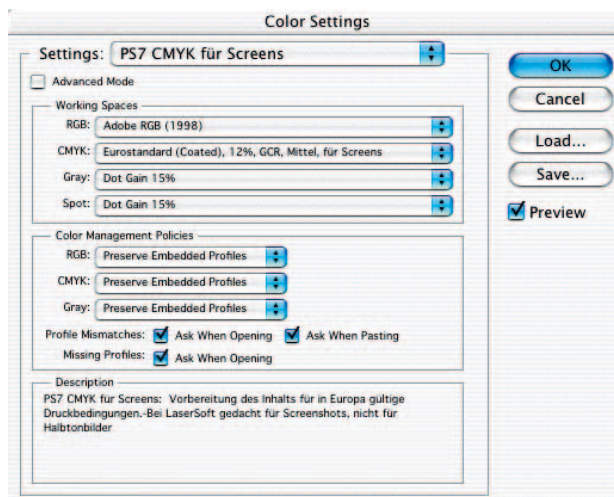 Color Settings
Settings: PS7 CMYK für Screens
Advanced Mode
Working Spaces
RGB: Adobe RGB (1998)
CMYK: Eurostandard (Coated), 12%, GCR, Mittel, für Screens
Gray: Dot Gain 15%
Spot: Dot Gain 15%
Color Management Policies
RGB: Preserve Embedded Profiles
CMYK: Preserve Embedded Profiles
Gray: Preserve Embedded Profiles
Profile Mismatches: Ask When Opening Ask When Pasting
Missing Profiles: Ask When Opening
Description
PS7 CMYK für Screens: Vorbereitung des Inhalts für in Europa gültige
Druckbedingungen.-Bei LaserSoft gedacht für Screenshots, nicht für
Halbtonbilder
OK
Cancel
Load...
Save...
Preview